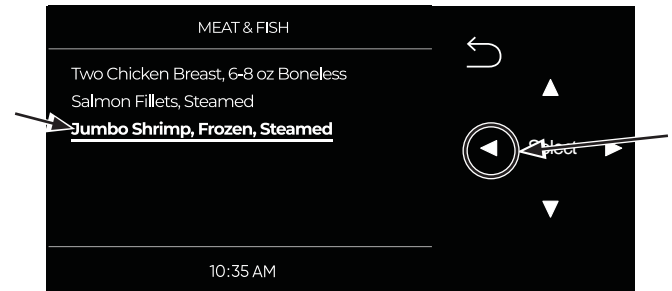 MEAT & FISH
Two Chicken Breast, 6-8 oz Boneless
Salmon Fillets, Steamed
Jumbo Shrimp, Frozen, Steamed
Select
10:35 AM